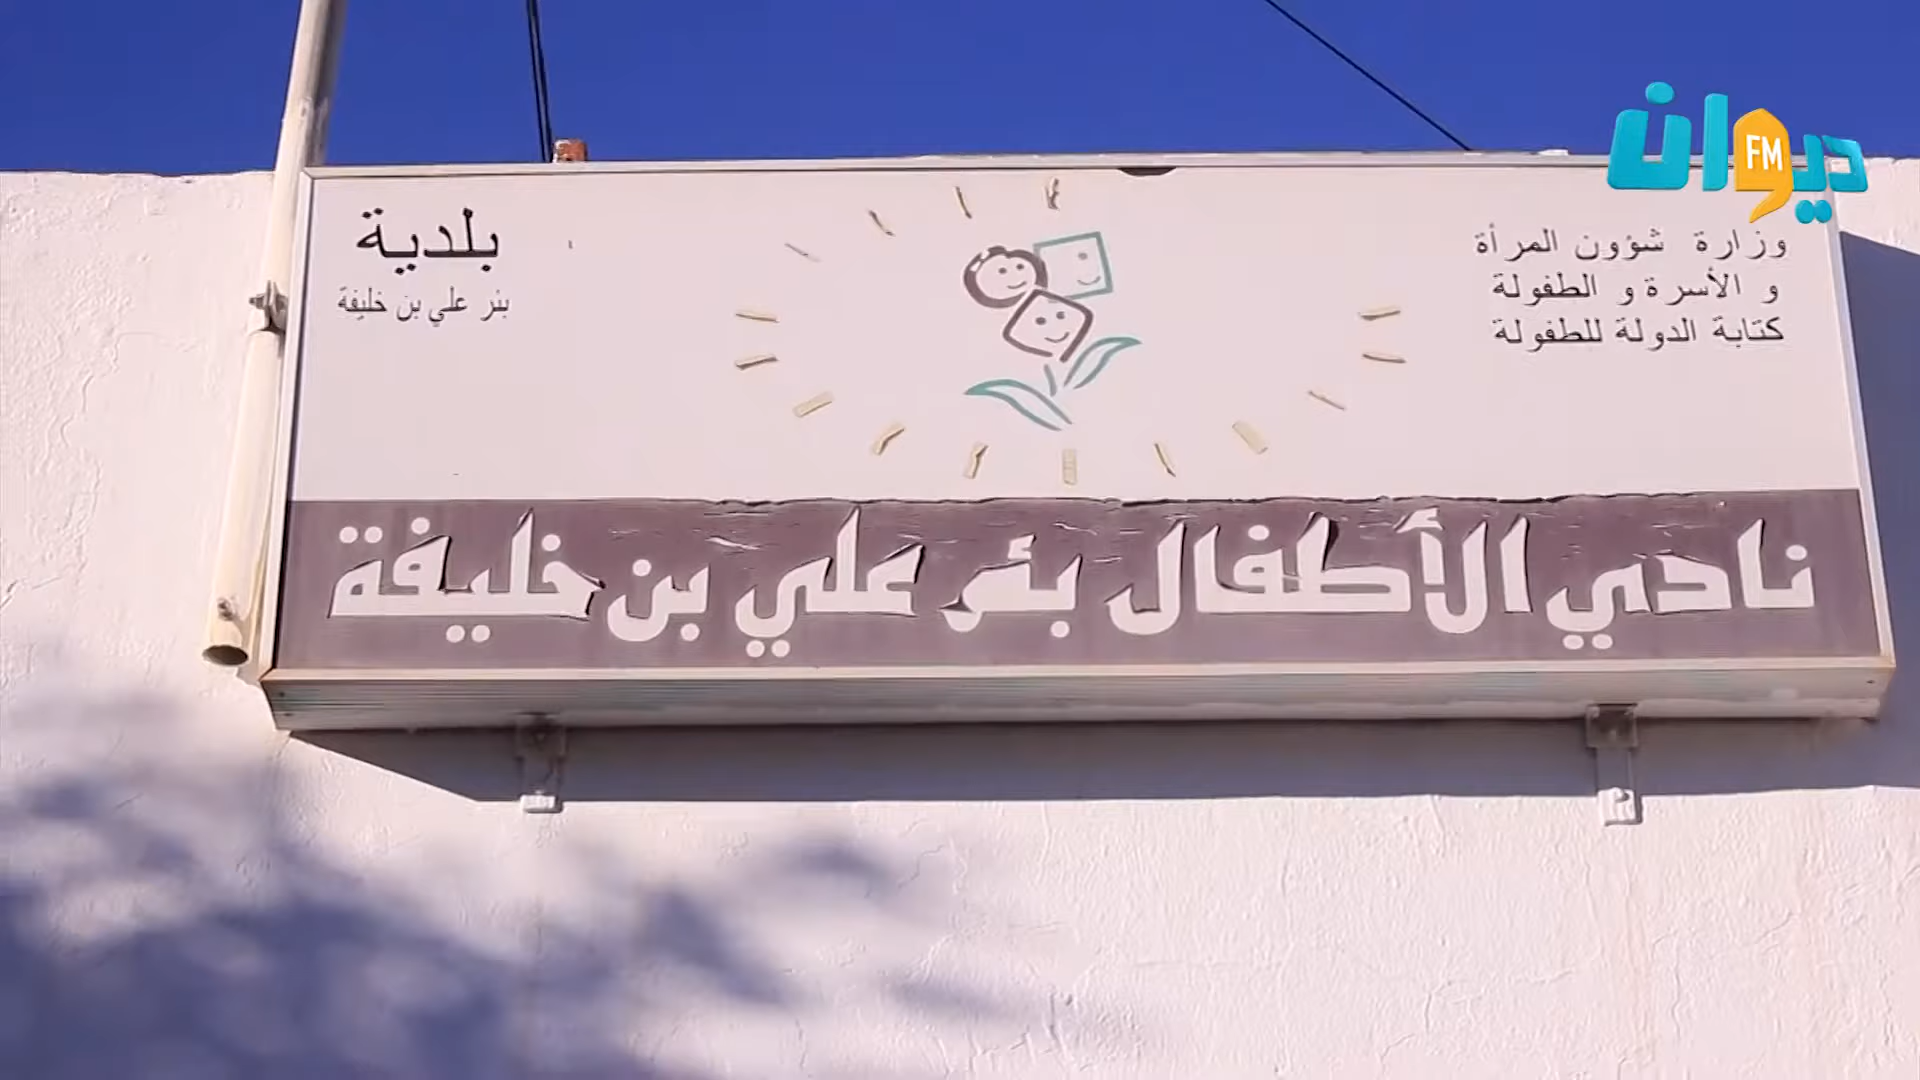 ديوان FM
وزارة شؤون المرأة
و الأسرة و الطفولة
كتابة الدولة للطفولة
بلدية
بئر علي بن خليفة
نادي الأطفال بئر علي بن خليفة